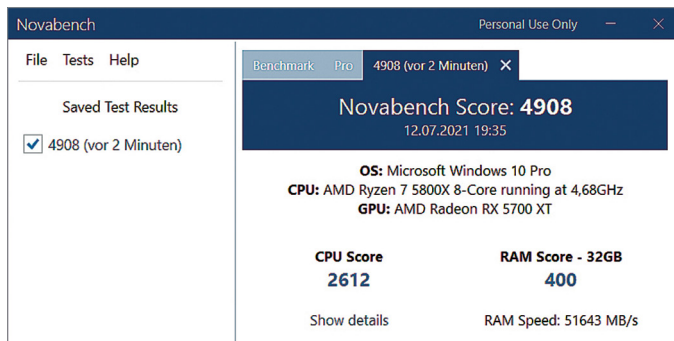 Novabench
Personal Use Only
File Tests Help
Saved Test Results
4908 (vor 2 Minuten)
Benchmark Pro 4908 (vor 2 Minuten)
Novabench Score: 4908
12.07.2021 19:35
OS: Microsoft Windows 10 Pro
CPU: AMD Ryzen 7 5800X 8-Core running at 4,68GHz
GPU: AMD Radeon RX 5700 XT
CPU Score RAM Score - 32GB
2612 400
Show details RAM Speed: 51643 MB/s